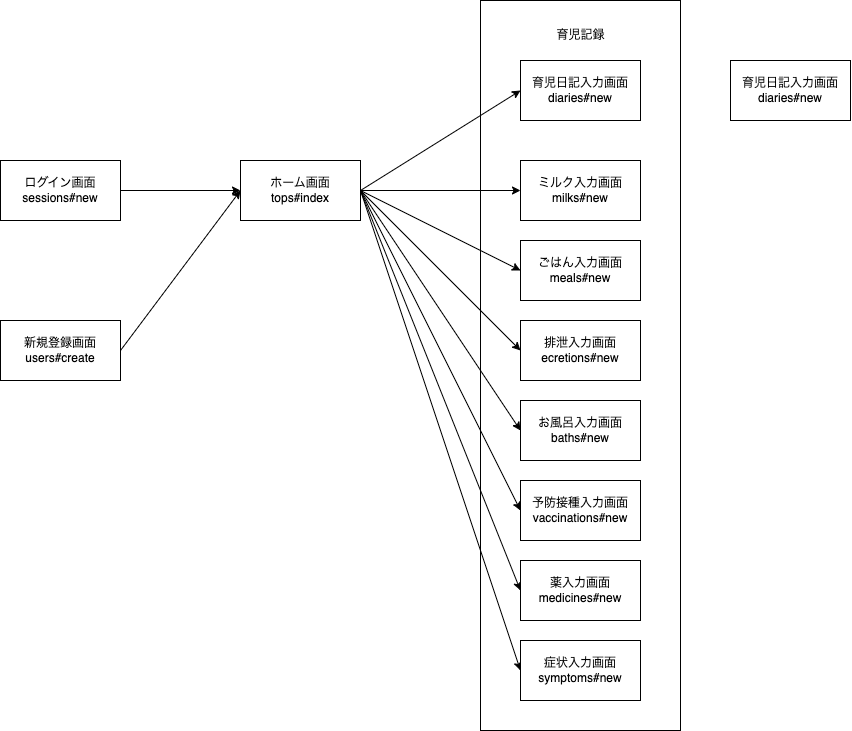 育児記録
育児日記入力画面
diaries#new
育児日記入力画面
diaries#new
ログイン画面
sessions#new
ホーム画面
tops#index
ミルク入力画面
milks#new
ごはん入力画面
meals#new
新規登録画面
users#create
排泄入力画面
ecretions#new
お風呂入力画面
baths#new
予防接種入力画面
vaccinations#new
薬入力画面
medicines#new
症状入力画面
symptoms#new